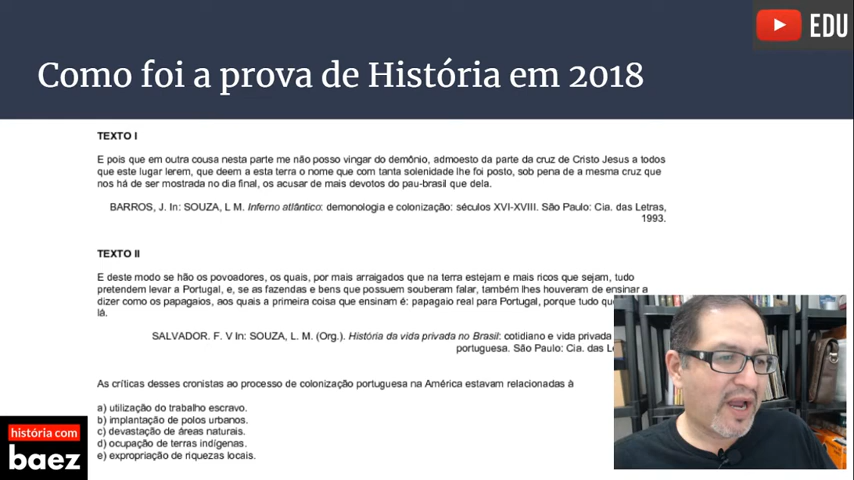 EDU
Como foi a prova de História em 2018
TEXTO I
E pois que em outra cousa nesta parte me não posso vingar do demônio, admoesto da parte da cruz de Cristo Jesus a todos
que este lugar lerem, que deem a esta terra o nome que com tanta solenidade lhe foi posto, sob pena de a mesma cruz que
nos há de ser mostrada no dia final, os acusar de mais devotos do pau-brasil que dela.
BARROS, J. In: SOUZA, L M. Inferno atlântico: demonologia e colonização: séculos XVI-XVIII. São Paulo: Cia. das Letras,
1993.
TEXTO II
E deste modo se hão os povoadores, os quais, por mais arraigados que na terra estejam e mais ricos que sejam, tudo
pretendem levar a Portugal, e, se as fazendas e bens que possuem souberam falar, também lhes houveram de ensinar a
dizer como os papagaios, aos quais a primeira coisa que ensinam é: papagaio real para Portugal, porque tudo
lá.
SALVADOR. F. V In: SOUZA, L. M. (Org.). História da vida privada no Brasil: cotidiano e vida privada
portuguesa. São Paulo: Cia. das
As críticas desses cronistas ao processo de colonização portuguesa na América estavam relacionadas à
a) utilização do trabalho escravo.
b) implantação de polos urbanos.
c) devastação de áreas naturais.
d) ocupação de terras indígenas.
e) expropriação de riquezas locais.
história com
baez